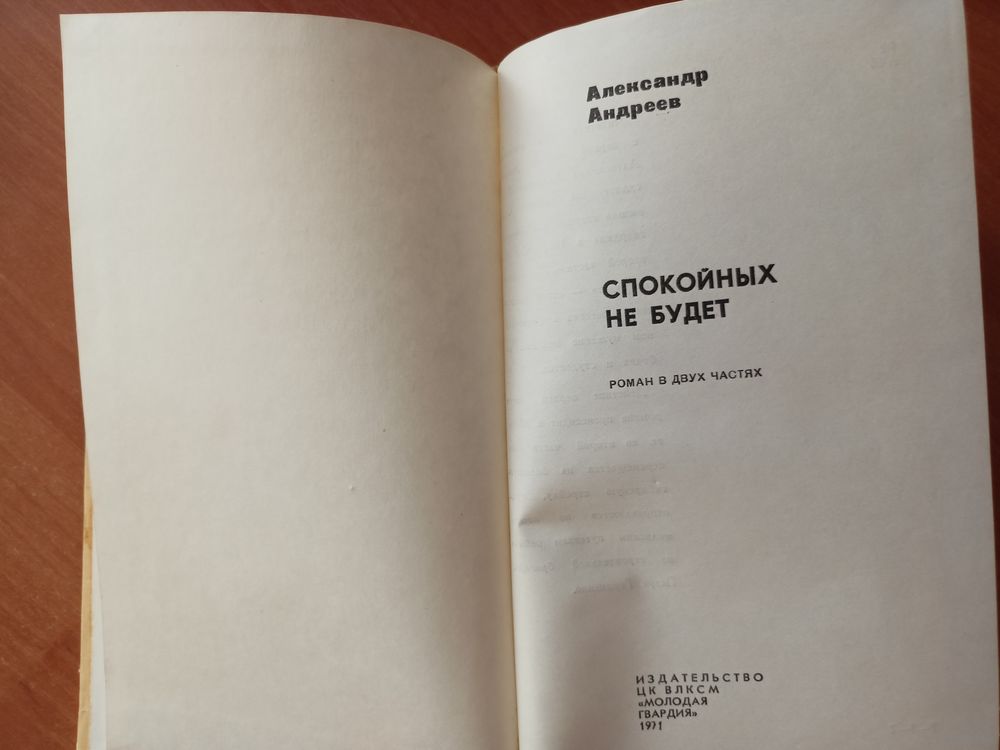 Александр
Андреев
СПОКОЙНЫХ
НЕ БУДЕТ
РОМАН В ДВУХ ЧАСТЯХ
ИЗДАТЕЛЬСТВО
ЦК ВЛКСМ
«МОЛОДАЯ
ГВАРДИЯ»
1971